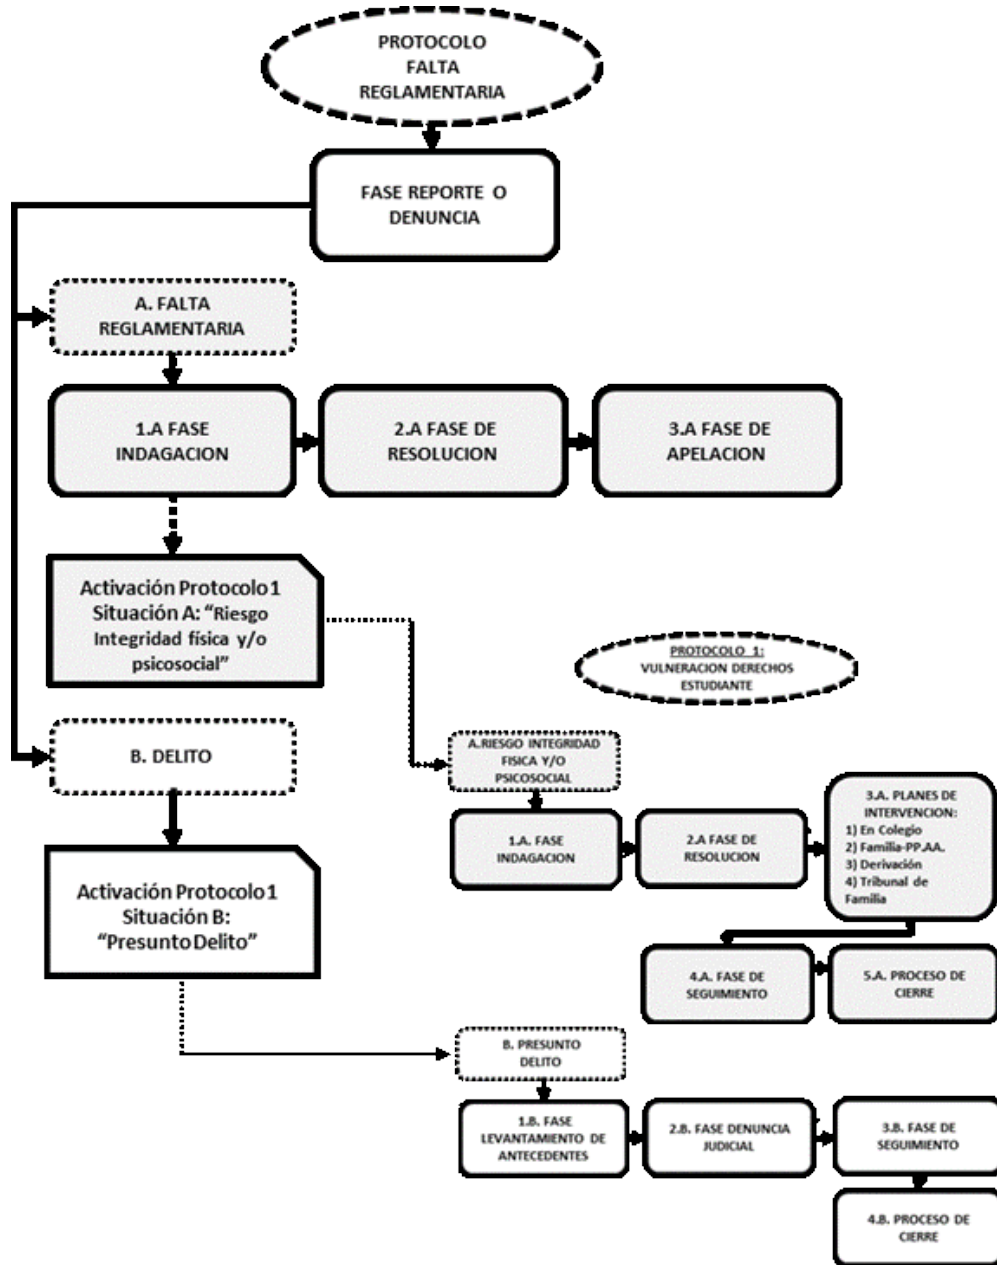 PROTOCOLO
FALTA
REGLAMENTARIA
FASE REPORTE O
DENUNCIA
A. FALTA
REGLAMENTARIA
1.A FASE
INDAGACION
2.A FASE DE
RESOLUCION
3.A FASE DE
APELACION
Activación Protocolo 1
Situación A: “Riesgo
Integridad física y/o
psicosocial”
PROTOCOLO 1:
VULNERACION DERECHOS
ESTUDIANTE
B. DELITO
A.RIESGO INTEGRIDAD
FISICA Y/O
PSICOSOCIAL
1.A. FASE
INDAGACION
2.A FASE DE
RESOLUCION
3.A. PLANES DE
INTERVENCION:
1) En Colegio
2) Familia-PP.AA.
3) Derivación
4) Tribunal de
Familia
Activación Protocolo 1
Situación B:
“Presunto Delito”
4.A. FASE DE
SEGUIMIENTO
5.A. PROCESO DE
CIERRE
B. PRESUNTO
DELITO
1.B. FASE
LEVANTAMIENTO DE
ANTECEDENTES
2.B. FASE DENUNCIA
JUDICIAL
3.B. FASE DE
SEGUIMIENTO
4.B. PROCESO DE
CIERRE